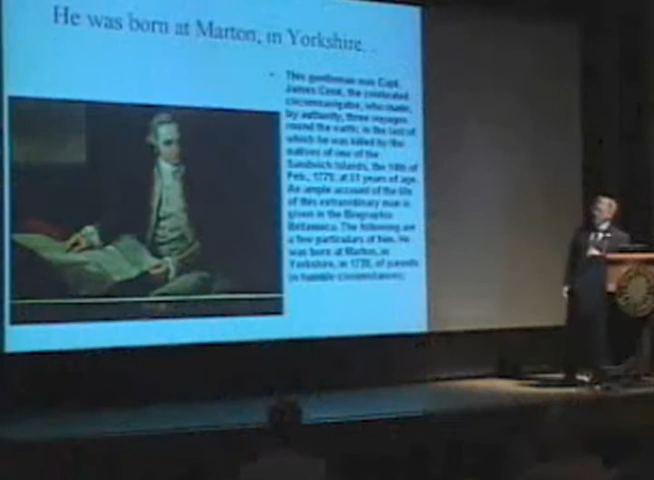 He was born at Marton, in Yorkshire. .
• This gentleman was Capt.
James Cook, the celebrated
circumnavigator, who made,
by authority, three voyages
round the earth; in the last of
which he was killed by the
natives of one of the
Sandwich Islands, the 14th of
Feb., 1779, at 51 years of age.
An ample account of the life
of this extraordinary man is
given in the Biographia
Britannica. The following are
a few particulars of him. He
was born at Marton, in
Yorkshire, in 1728, of parents
in humble circumstances;